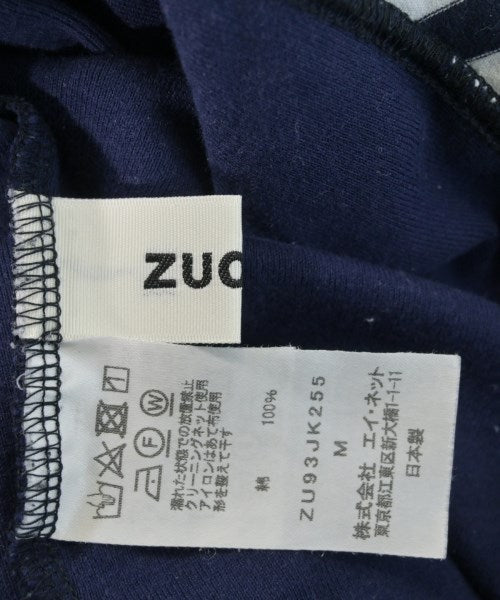 ZUC
濡れた状態での放置禁止
クリーニングネット使用
アイロンはあて布使用
形を整えて干す
綿 100%
ZU93JK255
M
株式会社 エイ・ネット
東京都江東区新大橋1-1-11
日本製